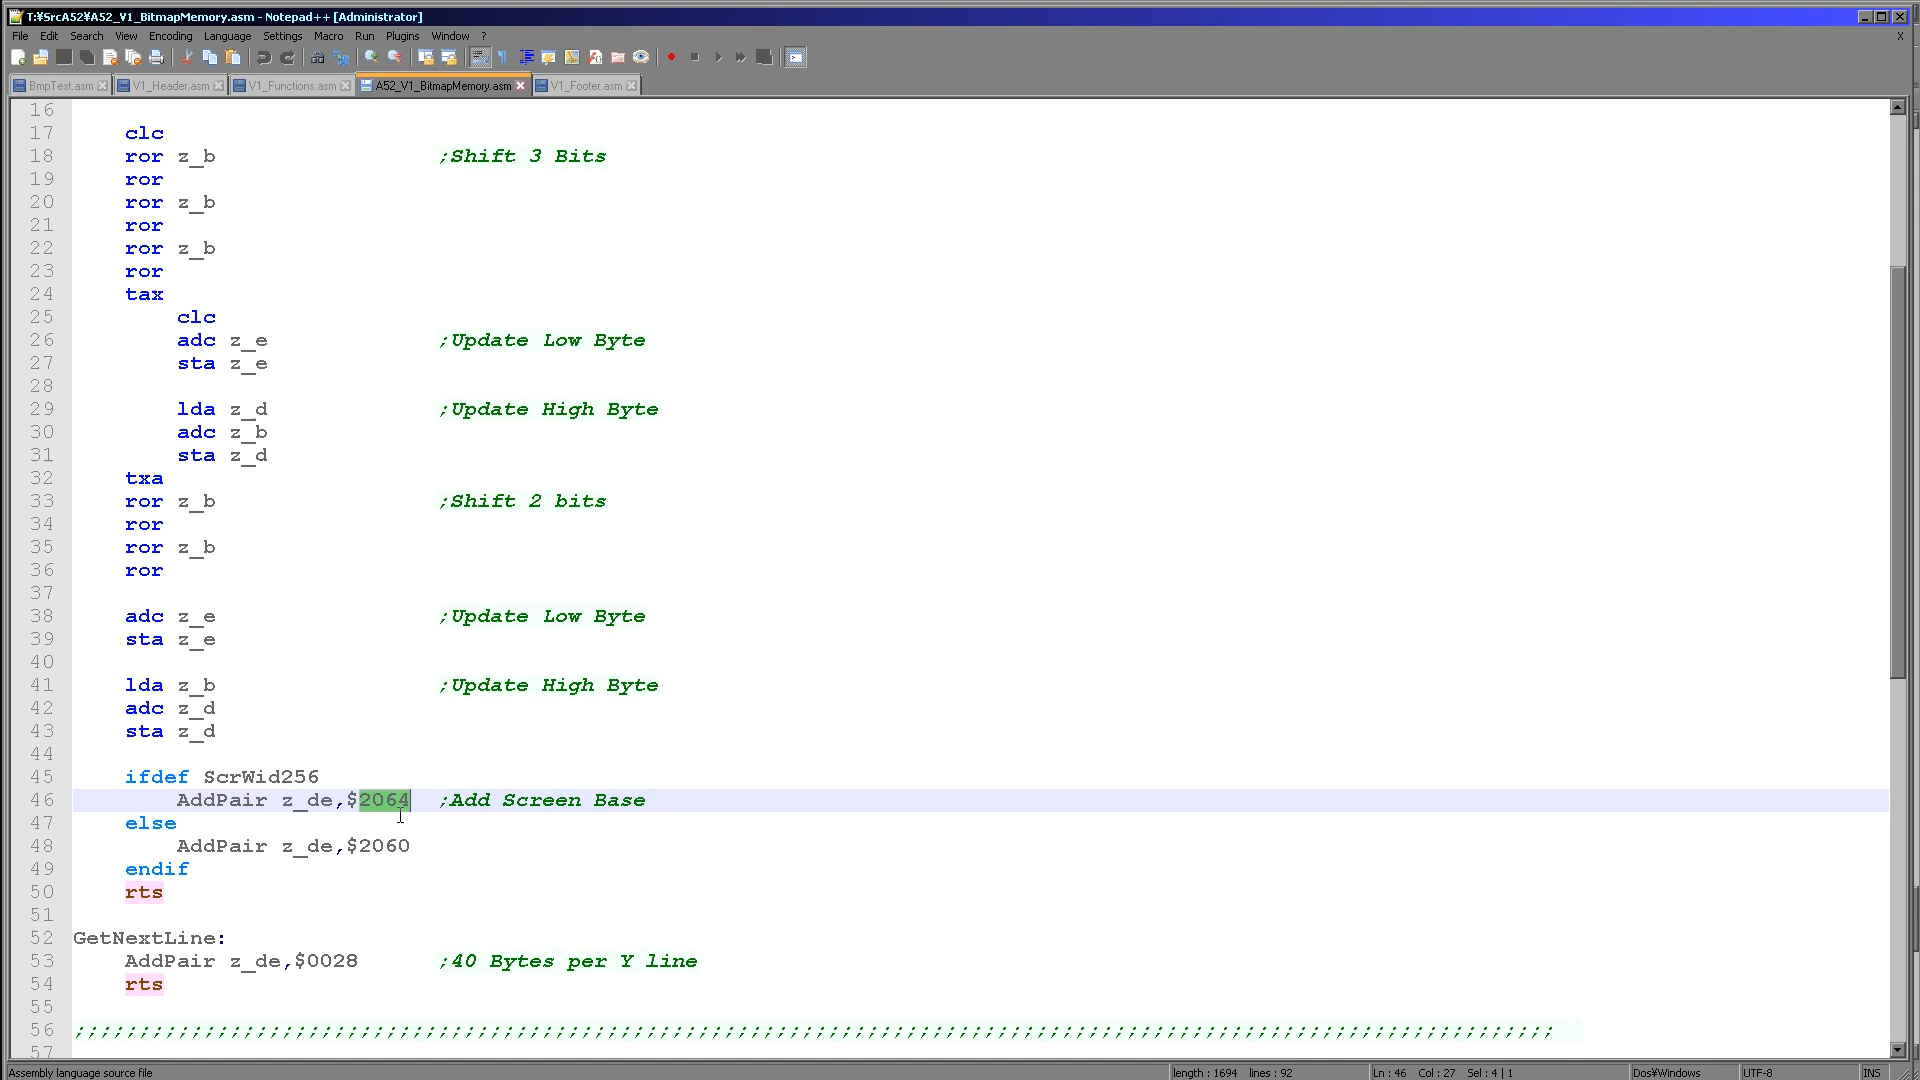 T:¥SrcA52¥A52_V1_BitmapMemory.asm - Notepad++ [Administrator]
File Edit Search View Encoding Language Settings Macro Run Plugins Window ? X
BmpTest.asm V1_Header.asm V1_Functions.asm A52_V1_BitmapMemory.asm V1_Footer.asm
16
17 clc
18 ror z_b ;Shift 3 Bits
19 ror
20 ror z_b
21 ror
22 ror z_b
23 ror
24 tax
25 clc
26 adc z_e ;Update Low Byte
27 sta z_e
28
29 lda z_d ;Update High Byte
30 adc z_b
31 sta z_d
32 txa
33 ror z_b ;Shift 2 bits
34 ror
35 ror z_b
36 ror
37
38 adc z_e ;Update Low Byte
39 sta z_e
40
41 lda z_b ;Update High Byte
42 adc z_d
43 sta z_d
44
45 ifdef ScrWid256
46 AddPair z_de,$2064 ;Add Screen Base
47 else
48 AddPair z_de,$2060
49 endif
50 rts
51
52 GetNextLine:
53 AddPair z_de,$0028 ;40 Bytes per Y line
54 rts
55
56 ;;;;;;;;;;;;;;;;;;;;;;;;;;;;;;;;;;;;;;;;;;;;;;;;;;;;;;;;;;;;;;;;;;;;;;;;;;;;;;;;;;;;;;;;;;;;;;;;;;;;;;;;;;;;;;;;;
57
Assembly language source file length : 1694 lines : 92 Ln : 46 Col : 27 Sel : 4 | 1 Dos¥Windows UTF-8 INS